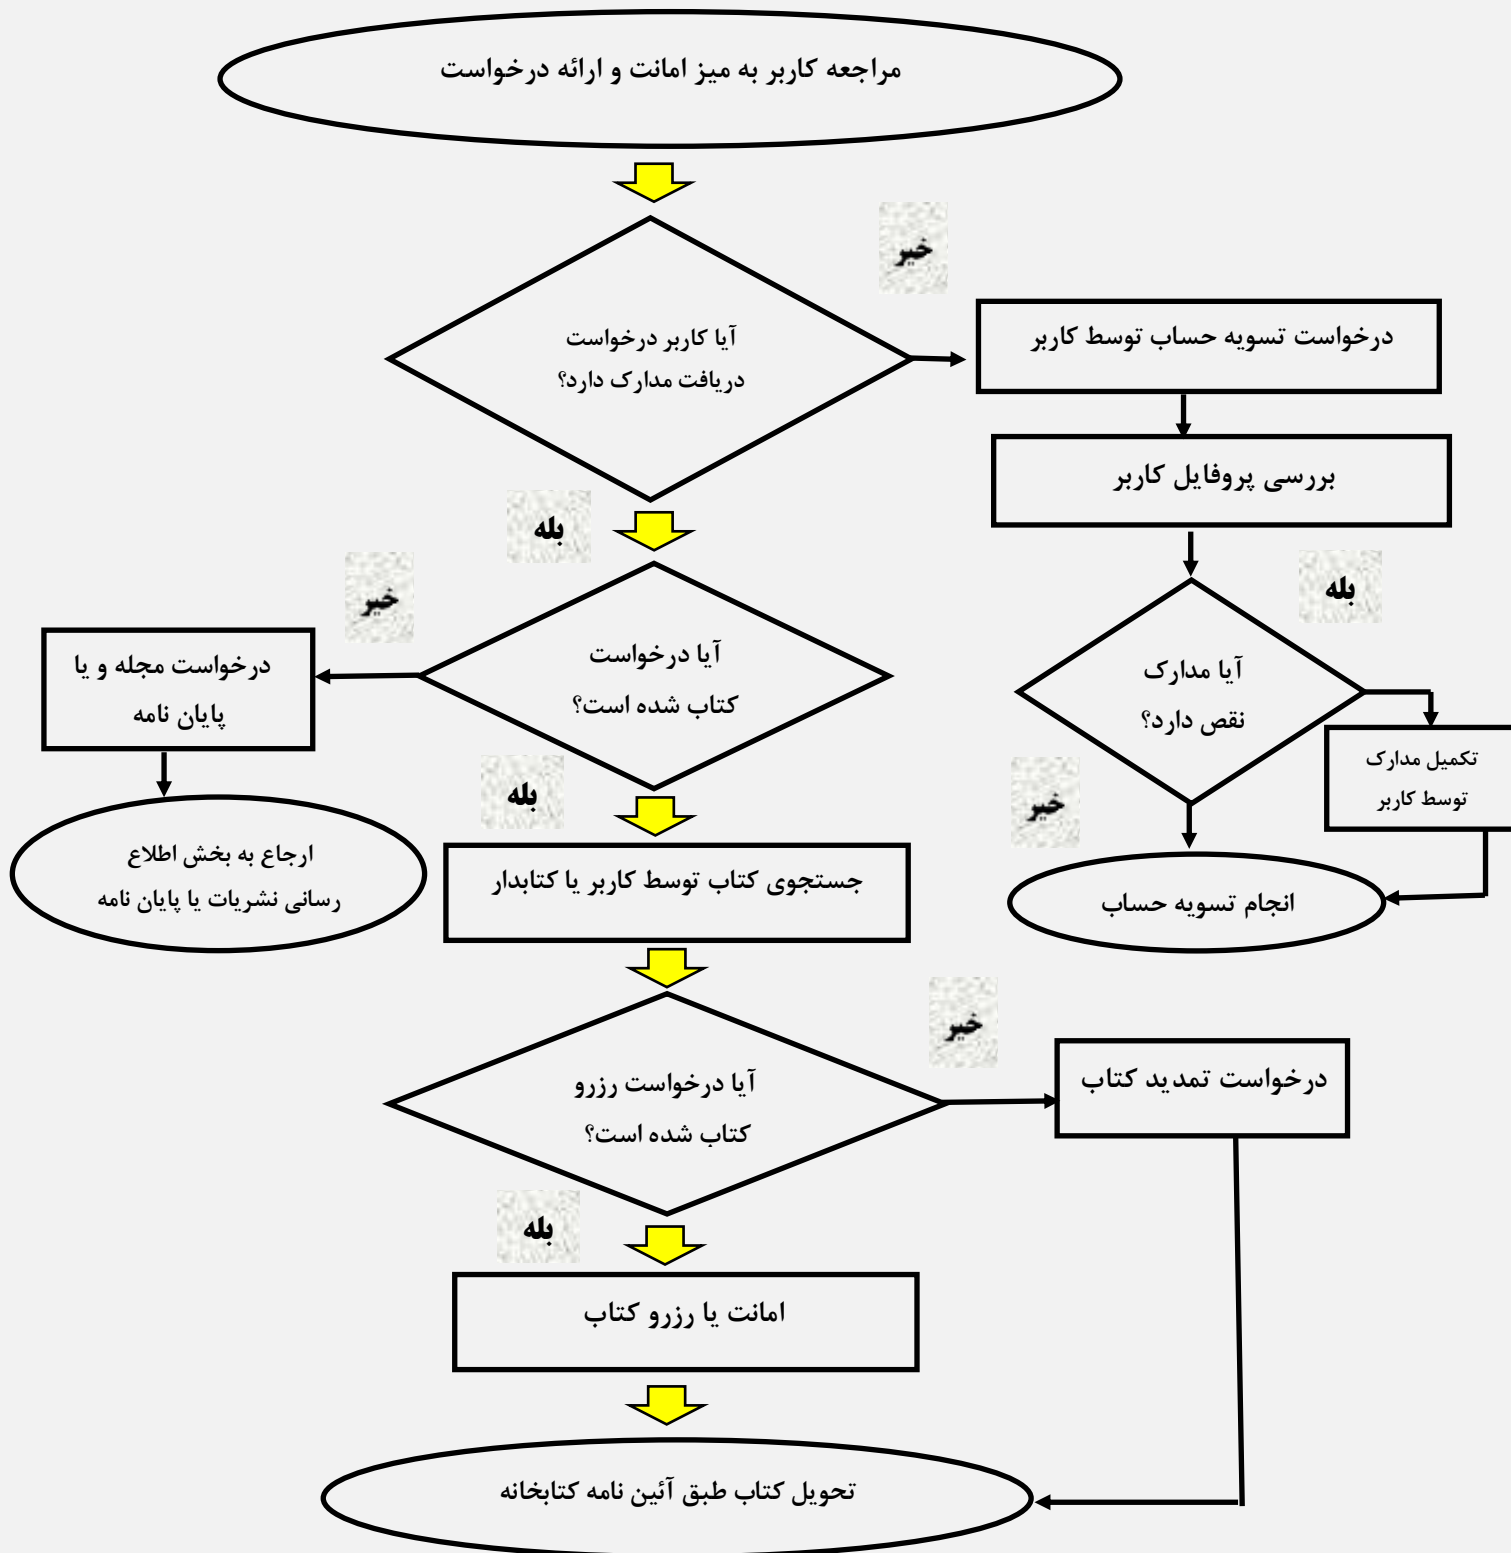 مراجعه کاربر به میز امانت و ارائه درخواست
خیر
آیا کاربر درخواست
دریافت مدارک دارد؟
درخواست تسویه حساب توسط کاربر
بررسی پروفایل کاربر
بله
خیر
بله
آیا درخواست
کتاب شده است؟
درخواست مجله و یا
پایان نامه
آیا مدارک
نقص دارد؟
تکمیل مدارک
توسط کاربر
بله
خیر
ارجاع به بخش اطلاع
رسانی نشریات یا پایان نامه
جستجوی کتاب توسط کاربر یا کتابدار
انجام تسویه حساب
خیر
آیا درخواست رزرو
کتاب شده است؟
درخواست تمدید کتاب
بله
امانت یا رزرو کتاب
تحویل کتاب طبق آئین نامه کتابخانه